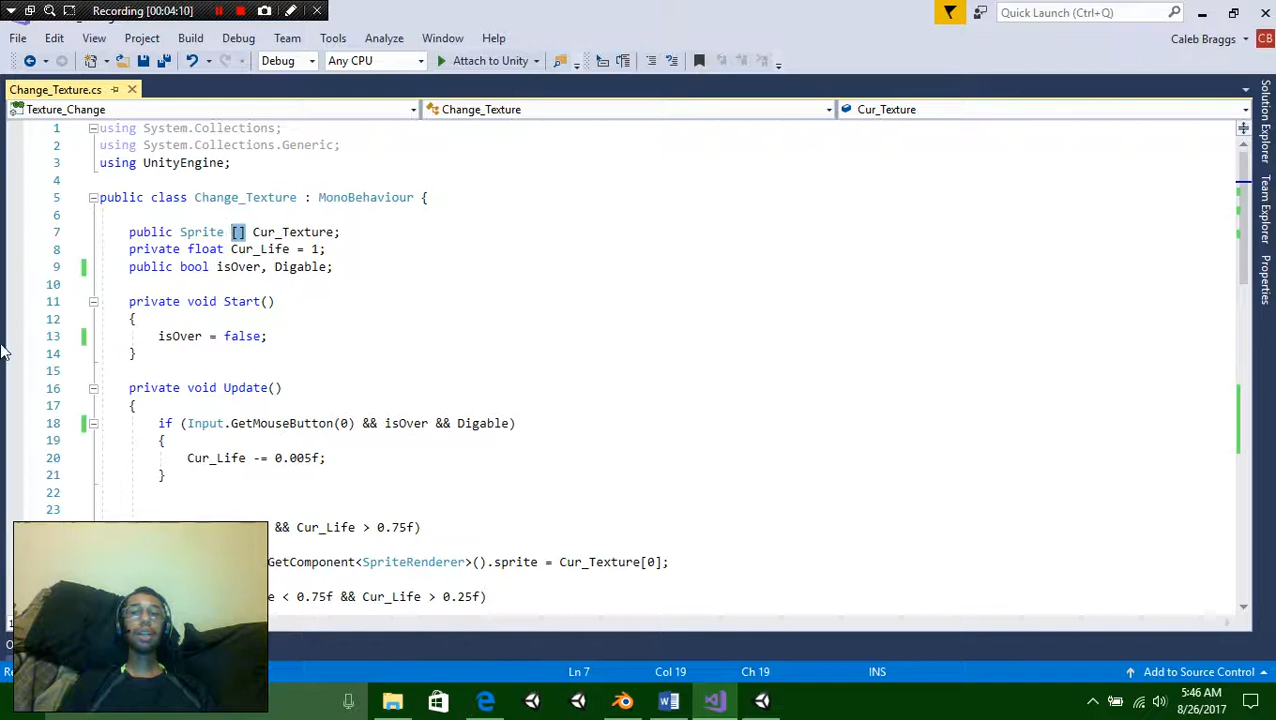 Recording [00:04:10]
Quick Launch (Ctrl+Q)
File Edit View Project Build Debug Team Tools Analyze Window Help
Caleb Braggs CB
Debug Any CPU Attach to Unity
Change_Texture.cs
Texture_Change Change_Texture Cur_Texture
1 using System.Collections;
2 using System.Collections.Generic;
3 using UnityEngine;
4
5 public class Change_Texture : MonoBehaviour {
6
7 public Sprite [] Cur_Texture;
8 private float Cur_Life = 1;
9 public bool isOver, Digable;
10
11 private void Start()
12 {
13 isOver = false;
14 }
15
16 private void Update()
17 {
18 if (Input.GetMouseButton(0) && isOver && Digable)
19 {
20 Cur_Life -= 0.005f;
21 }
22
23
&& Cur_Life > 0.75f)
GetComponent<SpriteRenderer>().sprite = Cur_Texture[0];
e < 0.75f && Cur_Life > 0.25f)
Solution Explorer
Team Explorer
Properties
Ln 7 Col 19 Ch 19 INS Add to Source Control
5:46 AM
8/26/2017